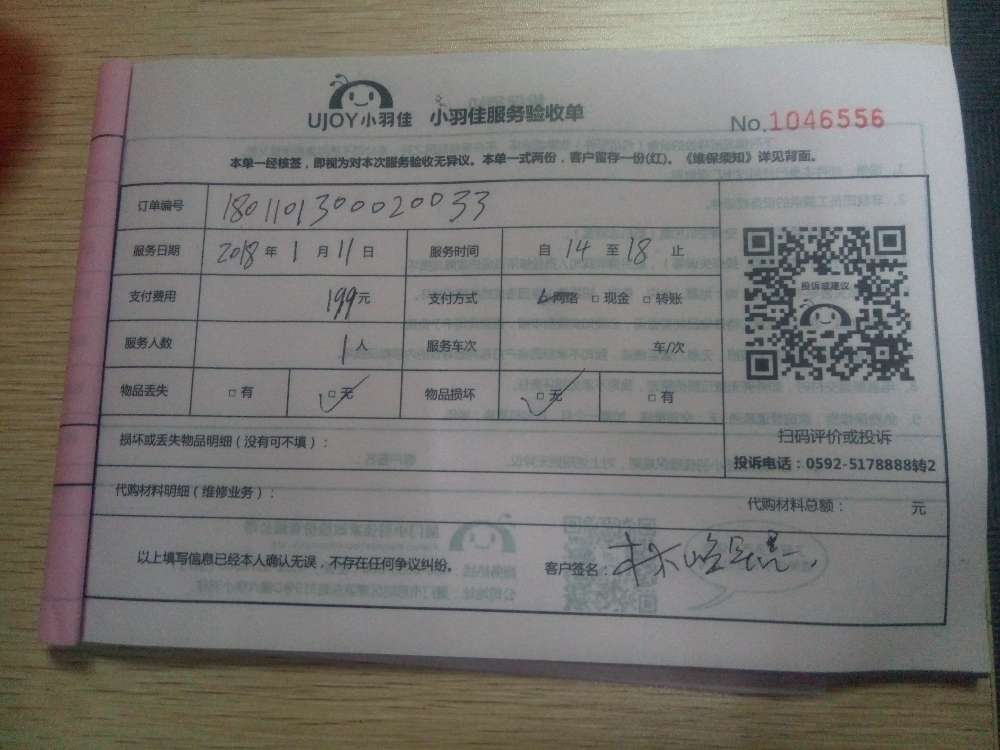 UJOY小羽佳 小羽佳服务验收单
No.1046556
本单一经核签，即视为对本次服务验收无异议。本单一式两份，客户留存一份(红)。《维保须知》详见背面。
订单编号 1801101300020033
服务日期 2018 年 1 月 11 日 服务时间 自 14 至 18 止
支付费用 199元 支付方式 网络 □ 现金 □ 转账
投诉或建议
服务人数 1 人 服务车次 车/次
物品丢失 □ 有 □ 无 物品损坏 □ 无 □ 有
扫码评价或投诉
损坏或丢失物品明细（没有可不填）：
投诉电话：0592-5178888转2
代购材料明细（维修业务）：
代购材料总额： 元
以上填写信息已经本人确认无误，不存在任何争议纠纷。 客户签名：